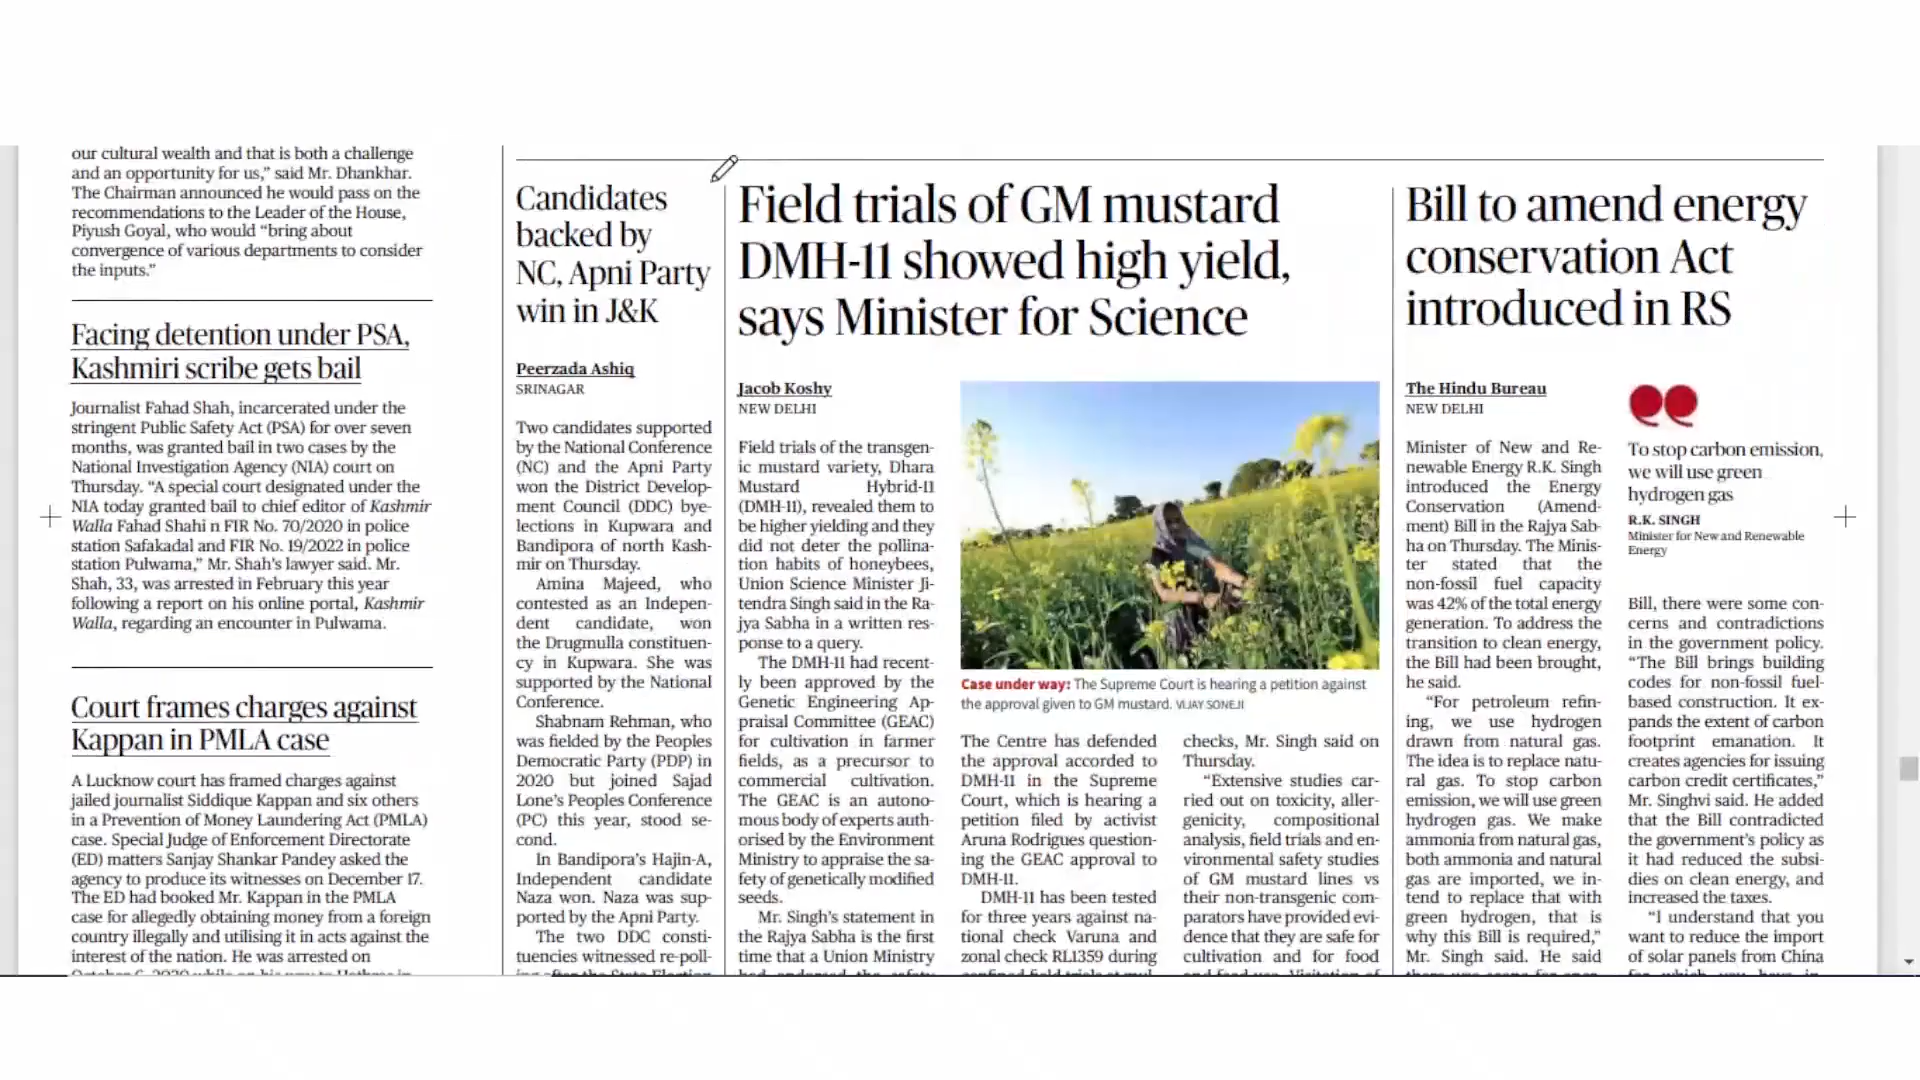 our cultural wealth and that is both a challenge
and an opportunity for us,” said Mr. Dhankhar.
The Chairman announced he would pass on the
recommendations to the Leader of the House,
Piyush Goyal, who would “bring about
convergence of various departments to consider
the inputs.”
Facing detention under PSA,
Kashmiri scribe gets bail
Journalist Fahad Shah, incarcerated under the
stringent Public Safety Act (PSA) for over seven
months, was granted bail in two cases by the
National Investigation Agency (NIA) court on
Thursday. “A special court designated under the
NIA today granted bail to chief editor of Kashmir
Walla Fahad Shahi n FIR No. 70/2020 in police
station Safakadal and FIR No. 19/2022 in police
station Pulwama,” Mr. Shah’s lawyer said. Mr.
Shah, 33, was arrested in February this year
following a report on his online portal, Kashmir
Walla, regarding an encounter in Pulwama.
Court frames charges against
Kappan in PMLA case
A Lucknow court has framed charges against
jailed journalist Siddique Kappan and six others
in a Prevention of Money Laundering Act (PMLA)
case. Special Judge of Enforcement Directorate
(ED) matters Sanjay Shankar Pandey asked the
agency to produce its witnesses on December 17.
The ED had booked Mr. Kappan in the PMLA
case for allegedly obtaining money from a foreign
country illegally and utilising it in acts against the
interest of the nation. He was arrested on
Candidates
backed by
NC, Apni Party
win in J&K
Peerzada Ashiq
SRINAGAR
Two candidates supported
by the National Conference
(NC) and the Apni Party
won the District Develop-
ment Council (DDC) bye-
lections in Kupwara and
Bandipora of north Kash-
mir on Thursday.
Amina Majeed, who
contested as an Indepen-
dent candidate, won
the Drugmulla constituen-
cy in Kupwara. She was
supported by the National
Conference.
Shabnam Rehman, who
was fielded by the Peoples
Democratic Party (PDP) in
2020 but joined Sajad
Lone’s Peoples Conference
(PC) this year, stood se-
cond.
In Bandipora’s Hajin-A,
Independent candidate
Naza won. Naza was sup-
ported by the Apni Party.
The two DDC consti-
tuencies witnessed re-poll-
Field trials of GM mustard
DMH-11 showed high yield,
says Minister for Science
Jacob Koshy
NEW DELHI
Field trials of the transgen-
ic mustard variety, Dhara
Mustard Hybrid-11
(DMH-11), revealed them to
be higher yielding and they
did not deter the pollina-
tion habits of honeybees,
Union Science Minister Ji-
tendra Singh said in the Ra-
jya Sabha in a written res-
ponse to a query.
The DMH-11 had recent-
ly been approved by the
Genetic Engineering Ap-
praisal Committee (GEAC)
for cultivation in farmer
fields, as a precursor to
commercial cultivation.
The GEAC is an autono-
mous body of experts auth-
orised by the Environment
Ministry to appraise the sa-
fety of genetically modified
seeds.
Mr. Singh’s statement in
the Rajya Sabha is the first
time that a Union Ministry
Case under way: The Supreme Court is hearing a petition against
the approval given to GM mustard. VIJAY SONEJI
The Centre has defended
the approval accorded to
DMH-11 in the Supreme
Court, which is hearing a
petition filed by activist
Aruna Rodrigues question-
ing the GEAC approval to
DMH-11.
DMH-11 has been tested
for three years against na-
tional check Varuna and
zonal check RL1359 during
checks, Mr. Singh said on
Thursday.
“Extensive studies car-
ried out on toxicity, aller-
genicity, compositional
analysis, field trials and en-
vironmental safety studies
of GM mustard lines vs
their non-transgenic com-
parators have provided evi-
dence that they are safe for
cultivation and for food
Bill to amend energy
conservation Act
introduced in RS
The Hindu Bureau
NEW DELHI
Minister of New and Re-
newable Energy R.K. Singh
introduced the Energy
Conservation (Amend-
ment) Bill in the Rajya Sab-
ha on Thursday. The Minis-
ter stated that the
non-fossil fuel capacity
was 42% of the total energy
generation. To address the
transition to clean energy,
the Bill had been brought,
he said.
“For petroleum refin-
ing, we use hydrogen
drawn from natural gas.
The idea is to replace natu-
ral gas. To stop carbon
emission, we will use green
hydrogen gas. We make
ammonia from natural gas,
both ammonia and natural
gas are imported, we in-
tend to replace that with
green hydrogen, that is
why this Bill is required,”
Mr. Singh said. He said
To stop carbon emission,
we will use green
hydrogen gas
R.K. SINGH
Minister for New and Renewable
Energy
Bill, there were some con-
cerns and contradictions
in the government policy.
“The Bill brings building
codes for non-fossil fuel-
based construction. It ex-
pands the extent of carbon
footprint emanation. It
creates agencies for issuing
carbon credit certificates,”
Mr. Singhvi said. He added
that the Bill contradicted
the government’s policy as
it had reduced the subsi-
dies on clean energy, and
increased the taxes.
“I understand that you
want to reduce the import
of solar panels from China